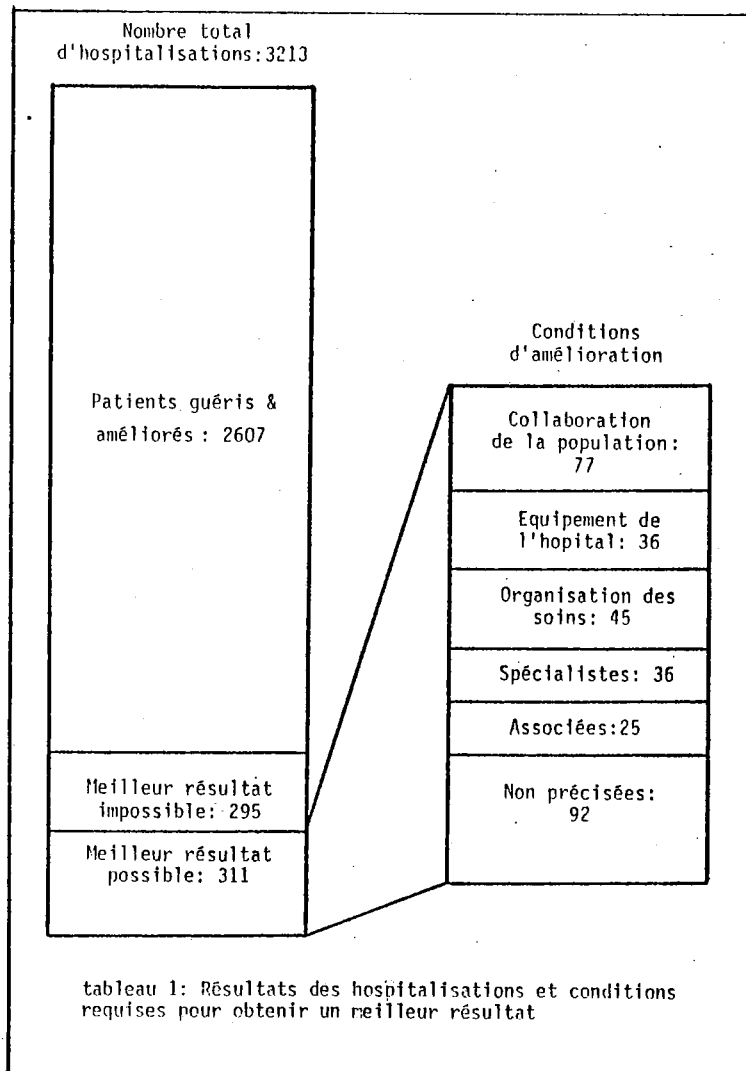 Nombre total
d'hospitalisations:3213
Patients guéris &
améliorés : 2607
Meilleur résultat
impossible: 295
Meilleur résultat
possible: 311
Conditions
d'amélioration
Collaboration
de la population:
77
Equipement de
l'hopital: 36
Organisation des
soins: 45
Spécialistes: 36
Associées:25
Non précisées:
92
tableau 1: Résultats des hospitalisations et conditions
requises pour obtenir un meilleur résultat